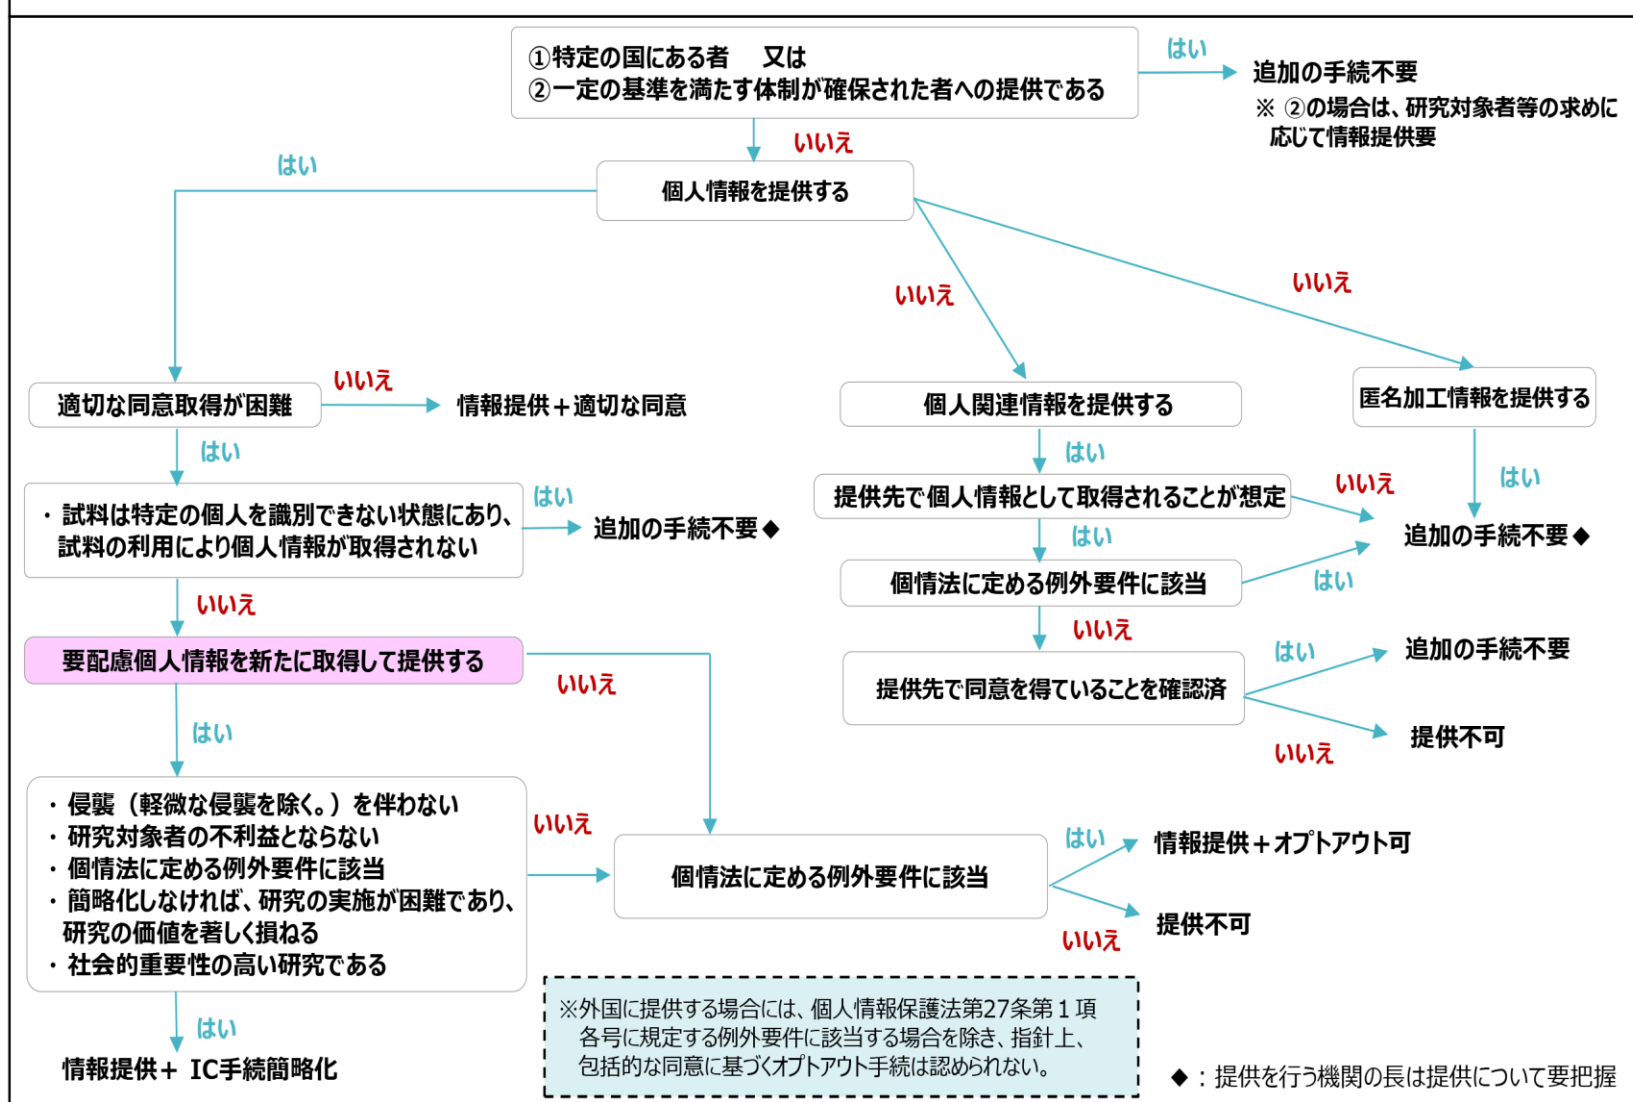 ①特定の国にある者　又は
②一定の基準を満たす体制が確保された者への提供である
はい
追加の手続不要
※ ②の場合は、研究対象者等の求めに
応じて情報提供要
いいえ
はい
個人情報を提供する
いいえ
いいえ
適切な同意取得が困難
いいえ
情報提供＋適切な同意
個人関連情報を提供する
匿名加工情報を提供する
はい
はい
はい
・試料は特定の個人を識別できない状態にあり、
試料の利用により個人情報が取得されない
はい
追加の手続不要◆
提供先で個人情報として取得されることが想定
いいえ
追加の手続不要◆
はい
個情法に定める例外要件に該当
はい
いいえ
いいえ
要配慮個人情報を新たに取得して提供する
いいえ
提供先で同意を得ていることを確認済
はい
追加の手続不要
いいえ
提供不可
はい
・侵襲（軽微な侵襲を除く。）を伴わない
・研究対象者の不利益とならない
・個情法に定める例外要件に該当
・簡略化しなければ、研究の実施が困難であり、
研究の価値を著しく損ねる
・社会的重要性の高い研究である
いいえ
個情法に定める例外要件に該当
はい
情報提供＋オプトアウト可
いいえ
提供不可
はい
情報提供＋ IC手続簡略化
※外国に提供する場合には、個人情報保護法第27条第１項
各号に規定する例外要件に該当する場合を除き、指針上、
包括的な同意に基づくオプトアウト手続は認められない。
◆：提供を行う機関の長は提供について要把握